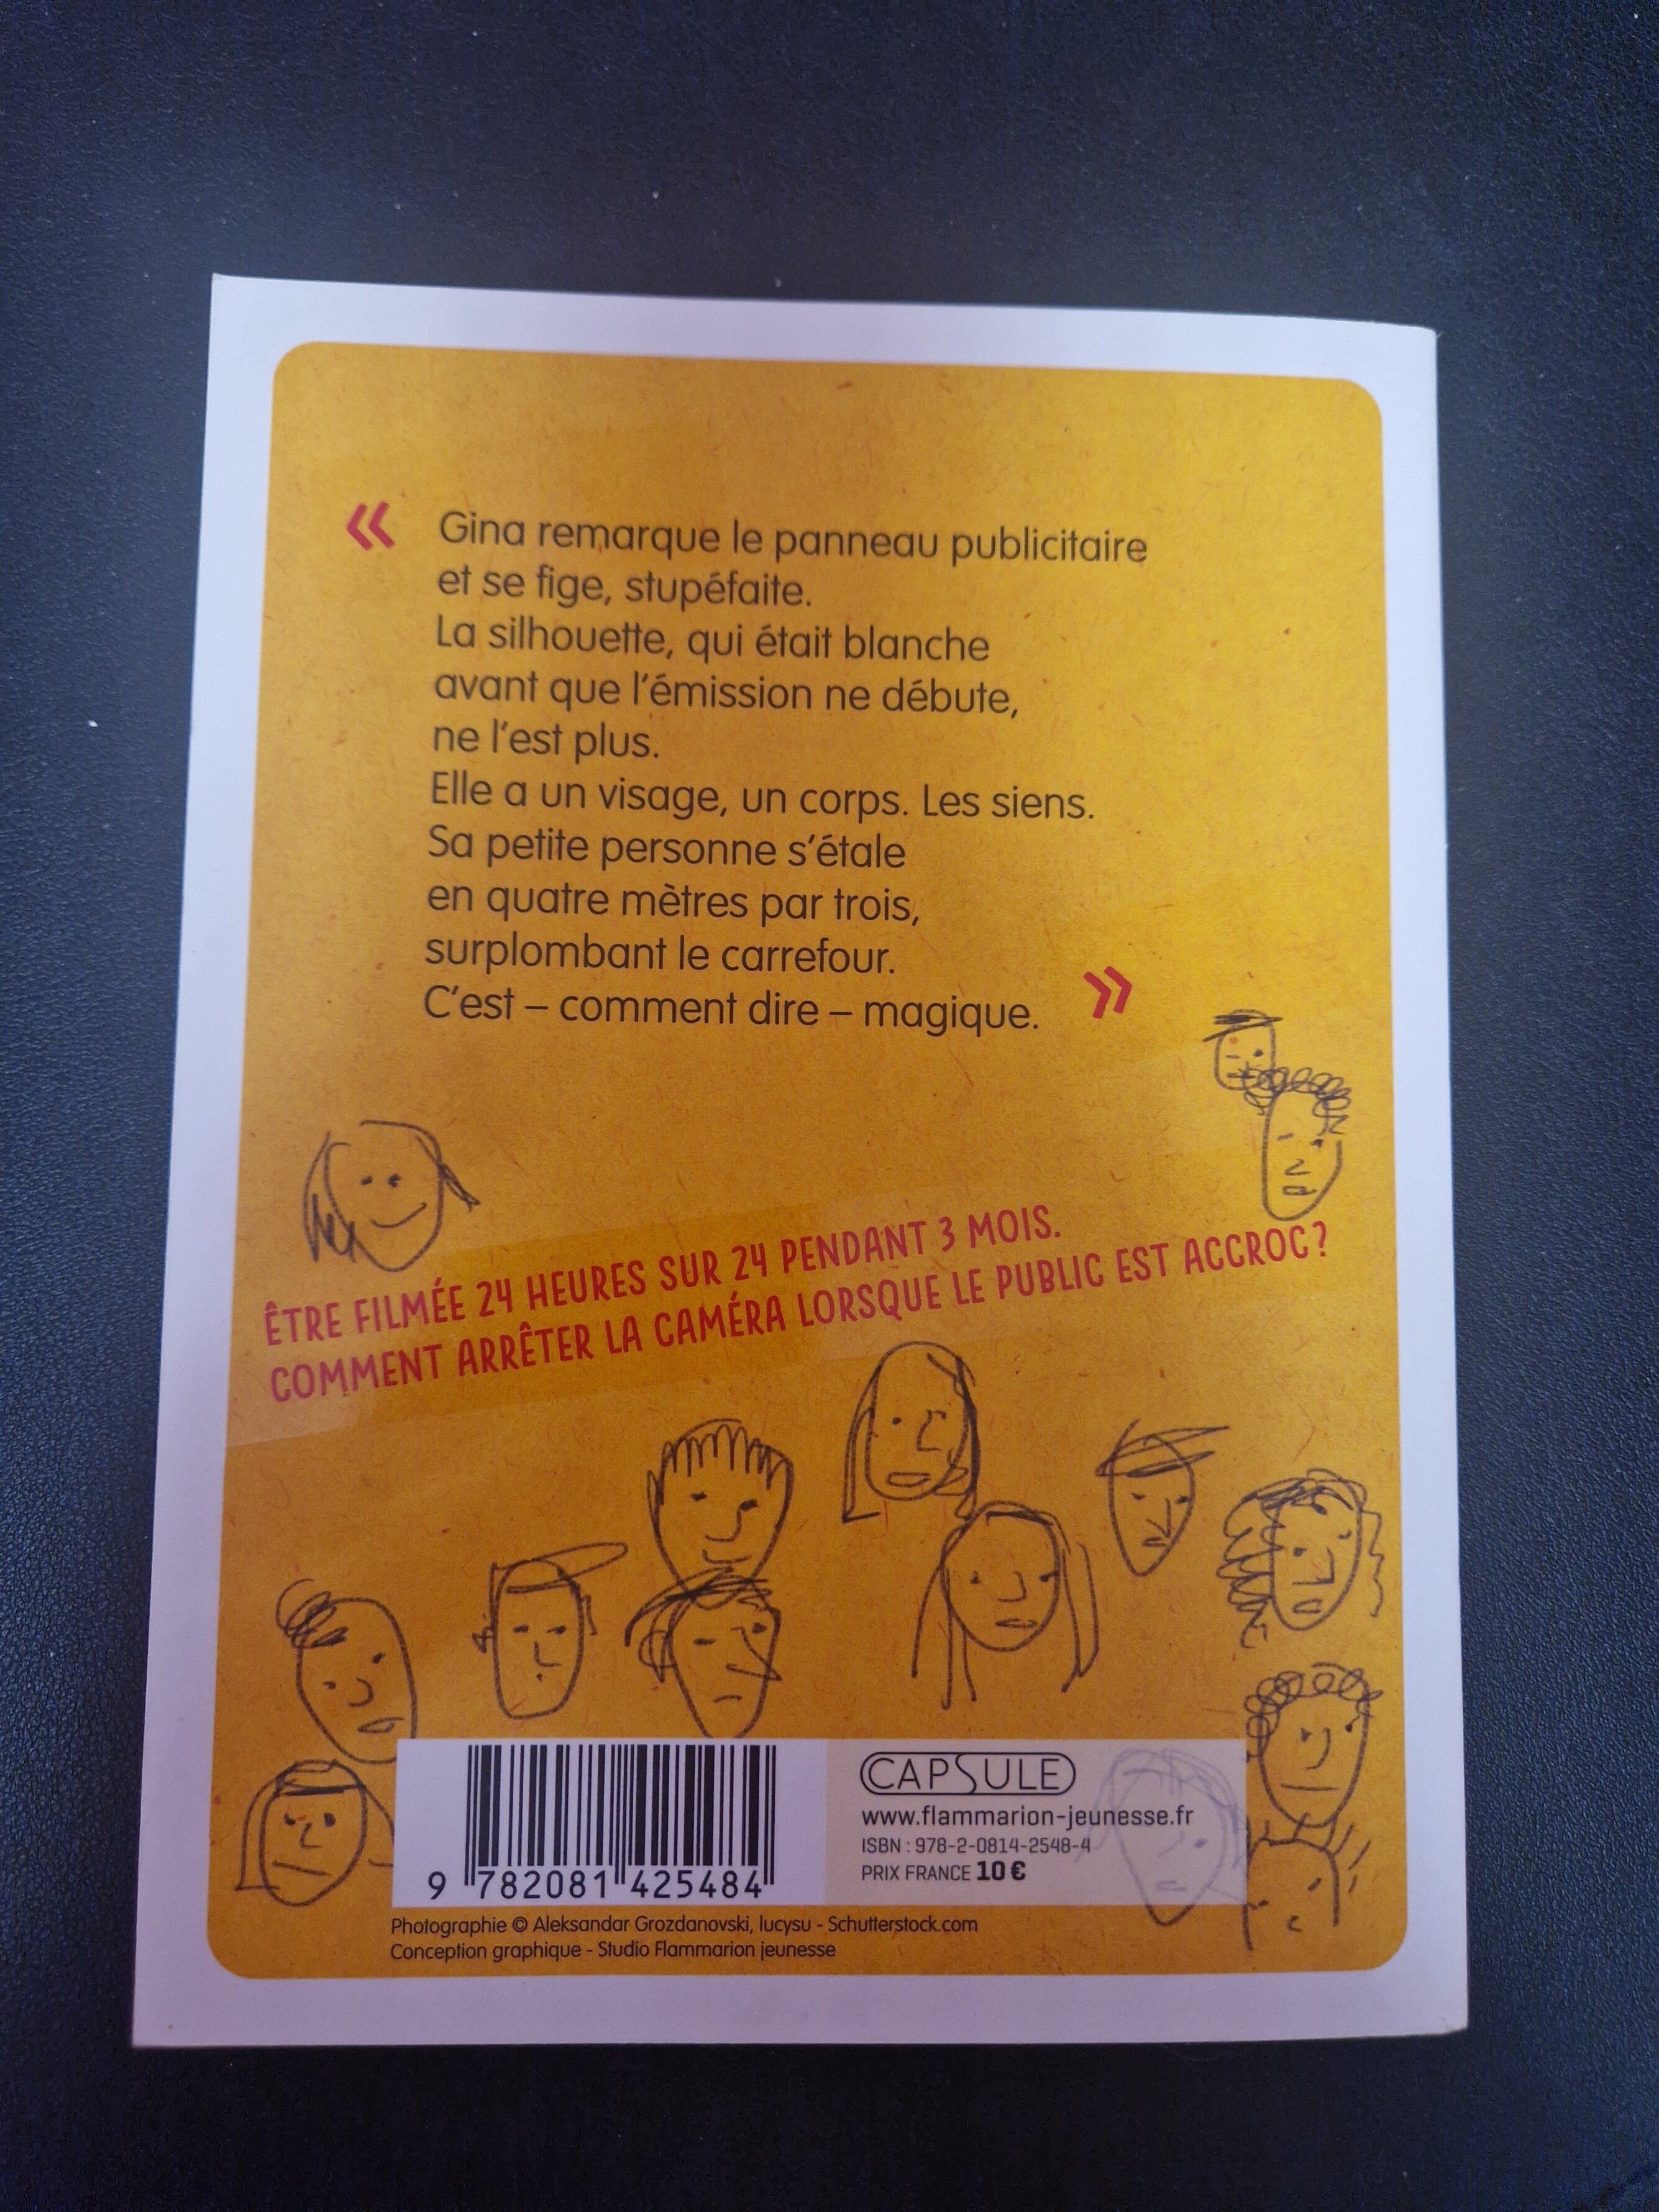 « Gina remarque le panneau publicitaire
et se fige, stupéfaite.
La silhouette, qui était blanche
avant que l'émission ne débute,
ne l'est plus.
Elle a un visage, un corps. Les siens.
Sa petite personne s'étale
en quatre mètres par trois,
surplombant le carrefour.
C'est – comment dire – magique. »
ÊTRE FILMÉE 24 HEURES SUR 24 PENDANT 3 MOIS.
COMMENT ARRÊTER LA CAMÉRA LORSQUE LE PUBLIC EST ACCROC ?
CAPSULE
www.flammarion-jeunesse.fr
ISBN : 978-2-0814-2548-4
PRIX FRANCE 10 €
9 782081 425484
Photographie © Aleksandar Grozdanovski, lucysu - Schutterstock.com
Conception graphique - Studio Flammarion jeunesse